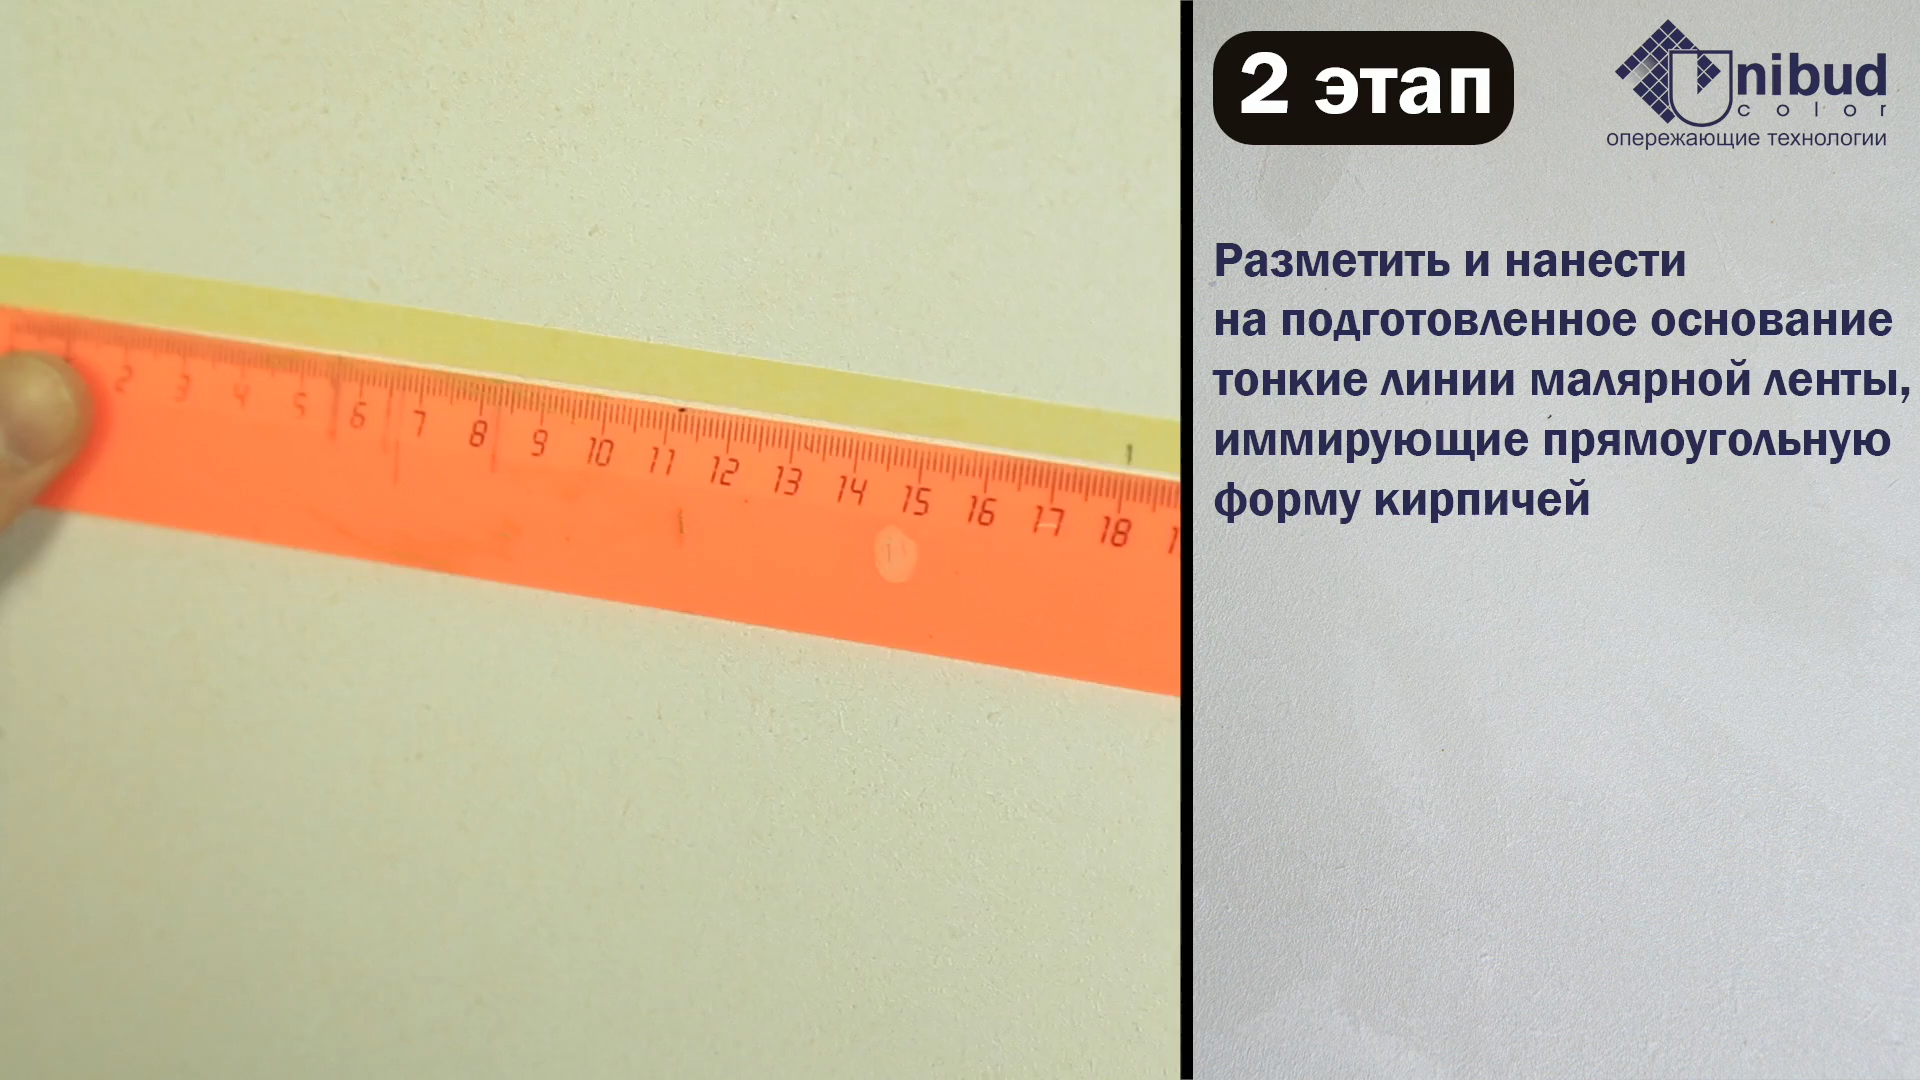 2 этап
nibud
color
опережающие технологии
Разметить и нанести
на подготовленное основание
тонкие линии малярной ленты,
иммирующие прямоугольную
форму кирпичей
2 3 4 5 6 7 8 9 10 11 12 13 14 15 16 17 18